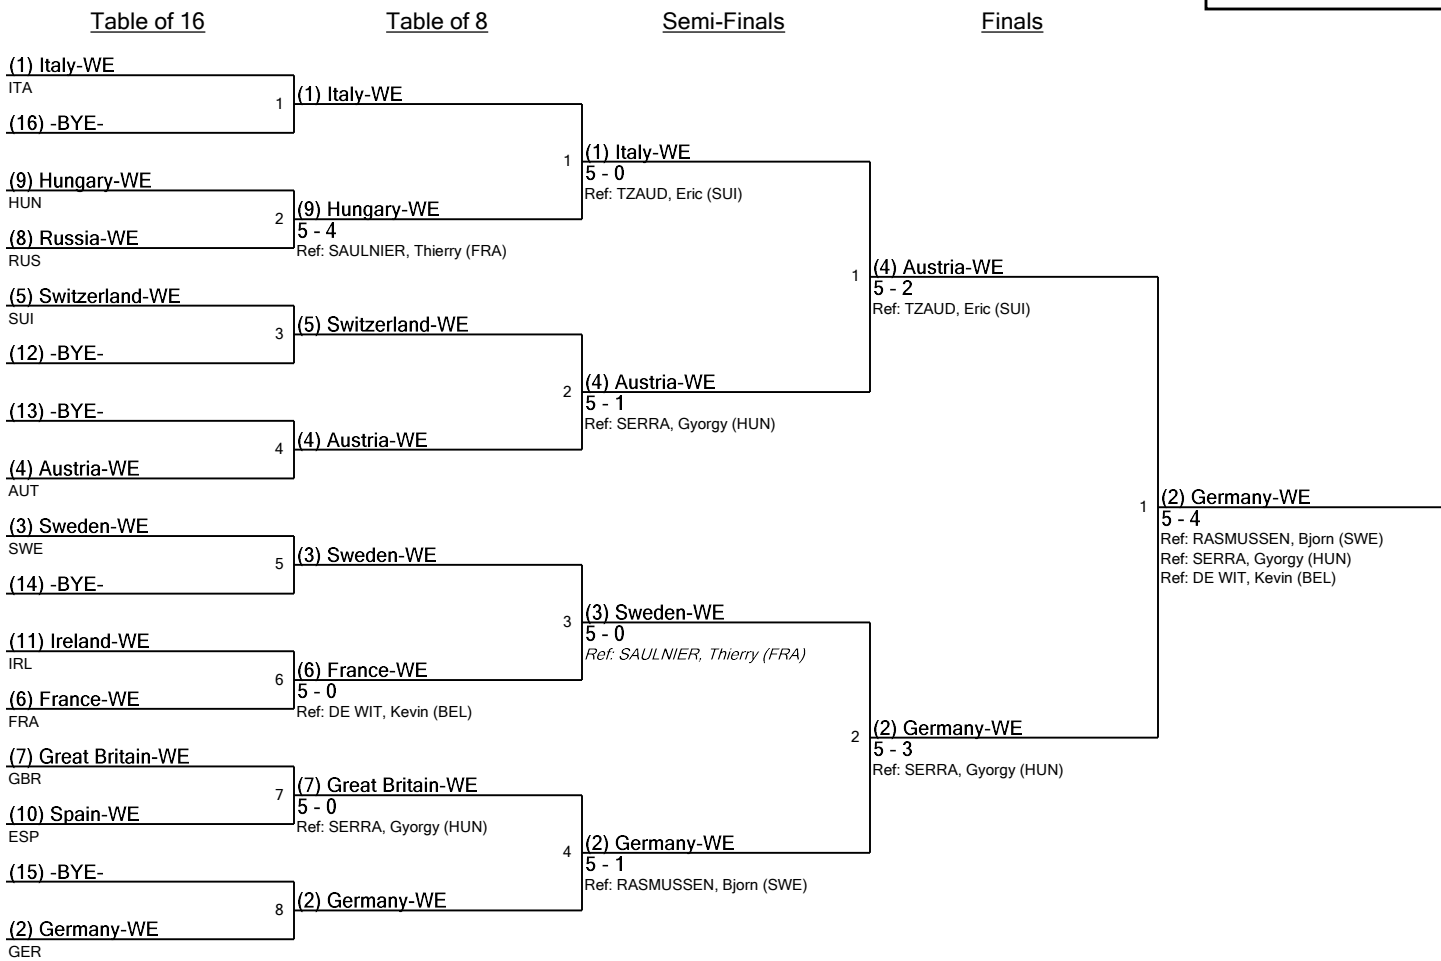 Table of 16
Table of 8
Semi-Finals
Finals
(1) Italy-WE
ITA
1
(16) -BYE-
(9) Hungary-WE
HUN
2
(8) Russia-WE
RUS
(5) Switzerland-WE
SUI
3
(12) -BYE-
(13) -BYE-
4
(4) Austria-WE
AUT
(3) Sweden-WE
SWE
5
(14) -BYE-
(11) Ireland-WE
IRL
6
(6) France-WE
FRA
(7) Great Britain-WE
GBR
7
(10) Spain-WE
ESP
(15) -BYE-
8
(2) Germany-WE
GER
(1) Italy-WE
1
(9) Hungary-WE
5 - 4
Ref: SAULNIER, Thierry (FRA)
(5) Switzerland-WE
2
(4) Austria-WE
(3) Sweden-WE
3
(6) France-WE
5 - 0
Ref: DE WIT, Kevin (BEL)
(7) Great Britain-WE
5 - 0
Ref: SERRA, Gyorgy (HUN)
4
(2) Germany-WE
(1) Italy-WE
5 - 0
Ref: TZAUD, Eric (SUI)
1
(4) Austria-WE
5 - 1
Ref: SERRA, Gyorgy (HUN)
(3) Sweden-WE
5 - 0
Ref: SAULNIER, Thierry (FRA)
2
(2) Germany-WE
5 - 1
Ref: RASMUSSEN, Bjorn (SWE)
(4) Austria-WE
5 - 2
Ref: TZAUD, Eric (SUI)
1
(2) Germany-WE
5 - 3
Ref: SERRA, Gyorgy (HUN)
(2) Germany-WE
5 - 4
Ref: RASMUSSEN, Bjorn (SWE)
Ref: SERRA, Gyorgy (HUN)
Ref: DE WIT, Kevin (BEL)